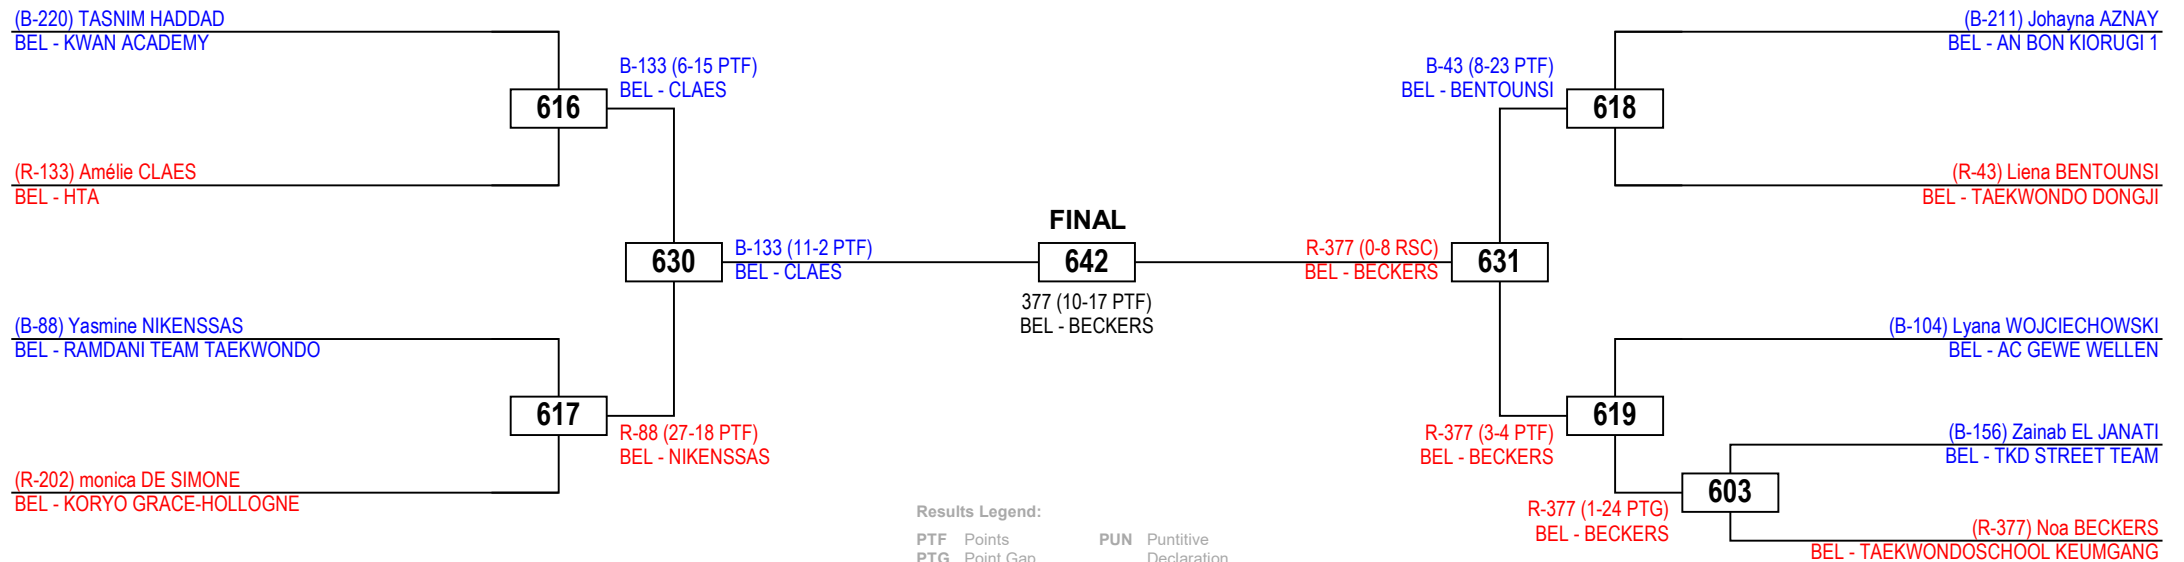 (B-220) TASNIM HADDAD
BEL - KWAN ACADEMY
B-133 (6-15 PTF)
BEL - CLAES
616
(R-133) Amélie CLAES
BEL - HTA
630
B-133 (11-2 PTF)
BEL - CLAES
(B-88) Yasmine NIKENSSAS
BEL - RAMDANI TEAM TAEKWONDO
617
R-88 (27-18 PTF)
BEL - NIKENSSAS
(R-202) monica DE SIMONE
BEL - KORYO GRACE-HOLLOGNE
FINAL
642
377 (10-17 PTF)
BEL - BECKERS
(B-211) Johayna AZNAY
BEL - AN BON KIORUGI 1
B-43 (8-23 PTF)
BEL - BENTOUNSI
618
(R-43) Liena BENTOUNSI
BEL - TAEKWONDO DONGJI
R-377 (0-8 RSC)
BEL - BECKERS
631
(B-104) Lyana WOJCIECHOWSKI
BEL - AC GEWE WELLEN
619
R-377 (3-4 PTF)
BEL - BECKERS
(B-156) Zainab EL JANATI
BEL - TKD STREET TEAM
603
R-377 (1-24 PTG)
BEL - BECKERS
(R-377) Noa BECKERS
BEL - TAEKWONDOSCHOOL KEUMGANG
Results Legend:
PTF Points PUN Puntitive
PTG Point Gap Declaration